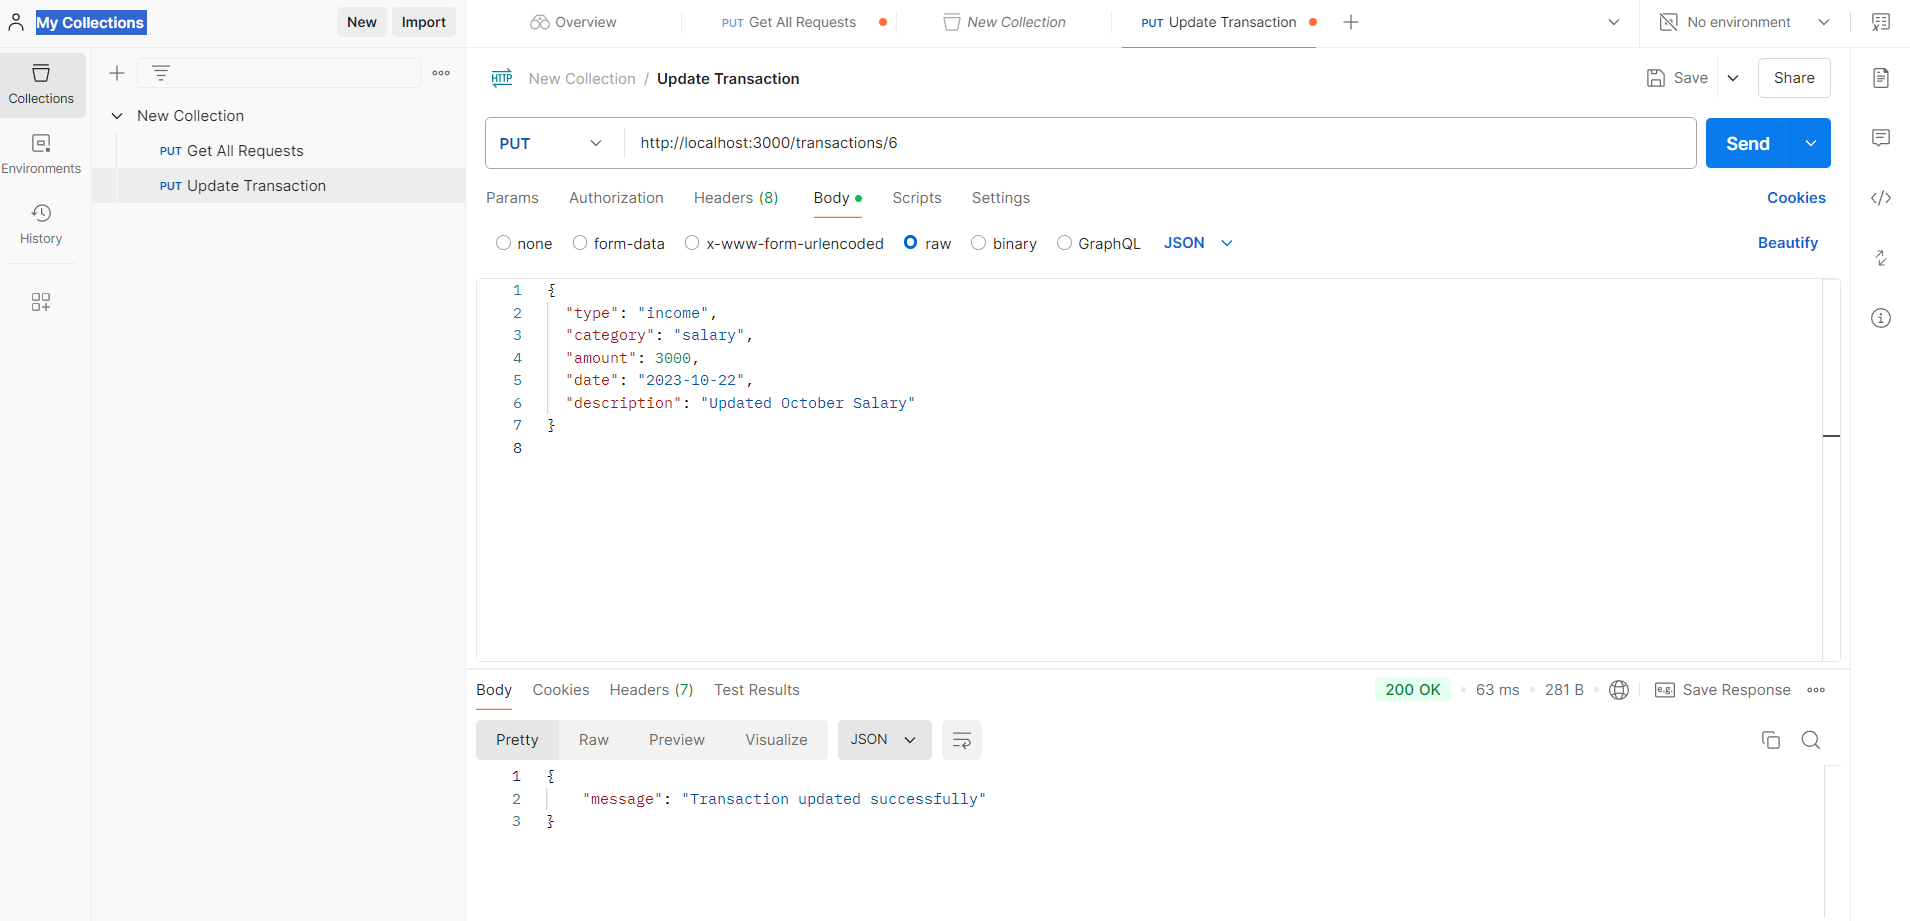 My Collections
New
Import
Overview
PUT Get All Requests
New Collection
PUT Update Transaction
No environment
Collections
Environments
History
New Collection
PUT Get All Requests
PUT Update Transaction
HTTP New Collection / Update Transaction
Save
Share
PUT
http://localhost:3000/transactions/6
Send
Params
Authorization
Headers (8)
Body
Scripts
Settings
Cookies
none
form-data
x-www-form-urlencoded
raw
binary
GraphQL
JSON
Beautify
1 {
2 "type": "income",
3 "category": "salary",
4 "amount": 3000,
5 "date": "2023-10-22",
6 "description": "Updated October Salary"
7 }
8
Body
Cookies
Headers (7)
Test Results
200 OK
63 ms
281 B
e.g. Save Response
Pretty
Raw
Preview
Visualize
JSON
1 {
2 "message": "Transaction updated successfully"
3 }